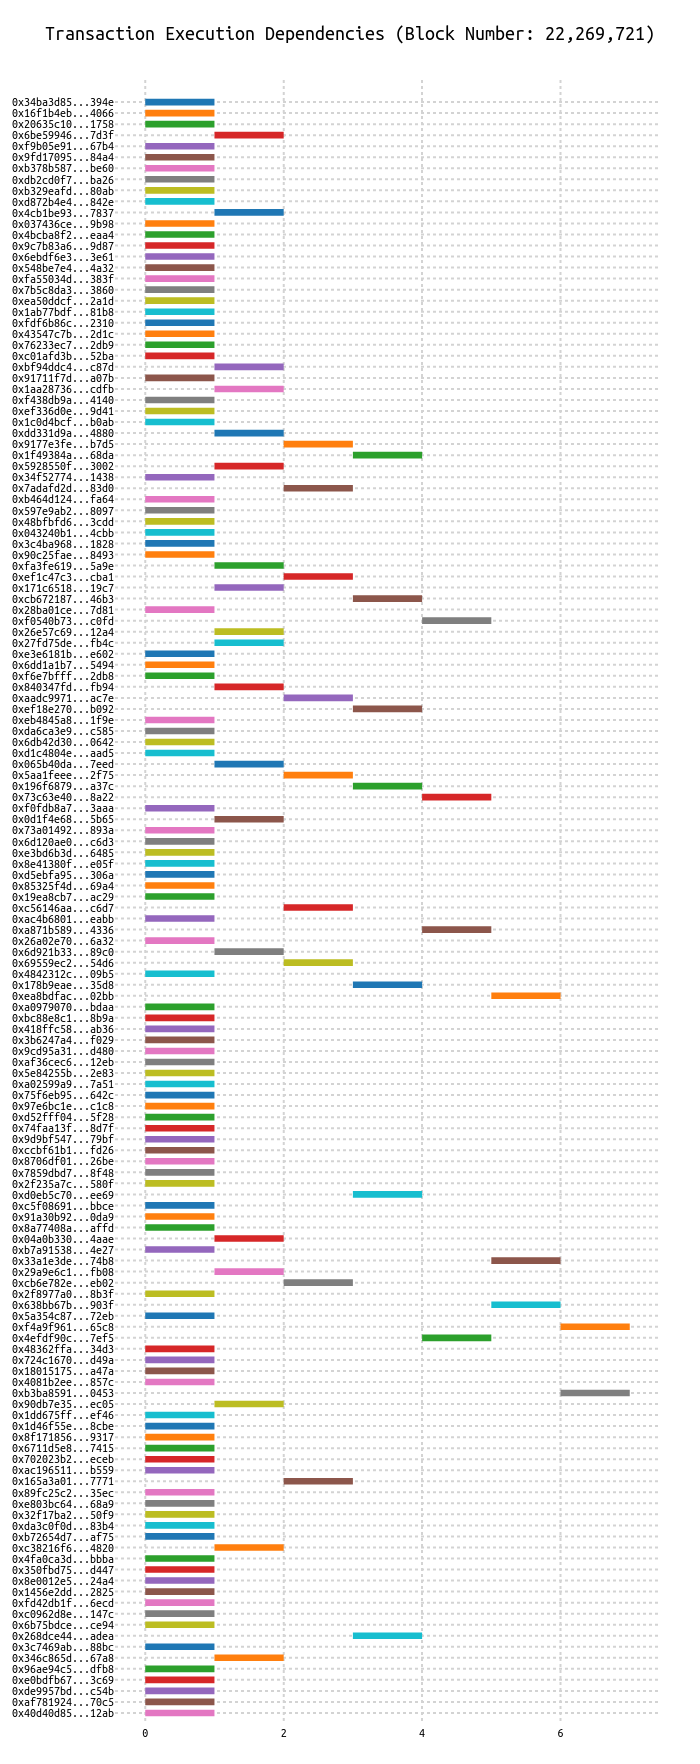 Transaction Execution Dependencies (Block Number: 22,269,721)
0x34ba3d85...394e
0x16f1b4eb...4066
0x20635c10...1758
0x6be59946...7d3f
0xf9b05e91...67b4
0x9fd17095...84a4
0xb378b587...be60
0xdb2cd0f7...ba26
0xb329eafd...80ab
0xd872b4e4...842e
0x4cb1be93...7837
0x037436ce...9b98
0x4bcba8f2...eaa4
0x9c7b83a6...9d87
0x6ebdf6e3...3e61
0x548be7e4...4a32
0xfa55034d...383f
0x7b5c8da3...3860
0xea50ddcf...2a1d
0x1ab77bdf...81b8
0xfdf6b86c...2310
0x43547c7b...2d1c
0x76233ec7...2db9
0xc01afd3b...52ba
0xbf94ddc4...c87d
0x91711f7d...a07b
0x1aa28736...cdfb
0xf438db9a...4140
0xef336d0e...9d41
0x1c0d4bcf...b0ab
0xdd331d9a...4880
0x9177e3fe...b7d5
0x1f49384a...68da
0x5928550f...3002
0x34f52774...1438
0x7adafd2d...83d0
0xb464d124...fa64
0x597e9ab2...8097
0x48bfbfd6...3cdd
0x043240b1...4cbb
0x3c4ba968...1828
0x90c25fae...8493
0xfa3fe619...5a9e
0xef1c47c3...cba1
0x171c6518...19c7
0xcb672187...46b3
0x28ba01ce...7d81
0xf0540b73...c0fd
0x26e57c69...12a4
0x27fd75de...fb4c
0xe3e6181b...e602
0x6dd1a1b7...5494
0xf6e7bfff...2db8
0x840347fd...fb94
0xaadc9971...ac7e
0xef18e270...b092
0xeb4845a8...1f9e
0xda6ca3e9...c585
0x6db42d30...0642
0xd1c4804e...aad5
0x065b40da...7eed
0x5aa1feee...2f75
0x196f6879...a37c
0x73c63e40...8a22
0xf0fdb8a7...3aaa
0x0d1f4e68...5b65
0x73a01492...893a
0x6d120ae0...c6d3
0xe3bd6b3d...6485
0x8e41380f...e05f
0xd5ebfa95...306a
0x85325f4d...69a4
0x19ea8cb7...ac29
0xc56146aa...c6d7
0xac4b6801...eabb
0xa871b589...4336
0x26a02e70...6a32
0x6d921b33...89c0
0x69559ec2...54d6
0x4842312c...09b5
0x178b9eae...35d8
0xea8bdfac...02bb
0xa0979070...bdaa
0xbc88e8c1...8b9a
0x418ffc58...ab36
0x3b6247a4...f029
0x9cd95a31...d480
0xaf36cec6...12eb
0x5e84255b...2e83
0xa02599a9...7a51
0x75f6eb95...642c
0x97e6bc1e...c1c8
0xd52fff04...5f28
0x74faa13f...8d7f
0x9d9bf547...79bf
0xccbf61b1...fd26
0x8706df01...26be
0x7859dbd7...8f48
0x2f235a7c...580f
0xd0eb5c70...ee69
0xc5f08691...bbce
0x91a30b92...0da9
0x8a77408a...affd
0x04a0b330...4aae
0xb7a91538...4e27
0x33a1e3de...74b8
0x29a9e6c1...fb08
0xcb6e782e...eb02
0x2f8977a0...8b3f
0x638bb67b...903f
0x5a354c87...72eb
0xf4a9f961...65c8
0x4efdf90c...7ef5
0x48362ffa...34d3
0x724c1670...d49a
0x18015175...a47a
0x4081b2ee...857c
0xb3ba8591...0453
0x90db7e35...ec05
0x1dd675ff...ef46
0x1d46f55e...8cbe
0x8f171856...9317
0x6711d5e8...7415
0x702023b2...eceb
0xac196511...b559
0x165a3a01...7771
0x89fc25c2...35ec
0xe803bc64...68a9
0x32f17ba2...50f9
0xda3c0f0d...83b4
0xb72654d7...af75
0xc38216f6...4820
0x4fa0ca3d...bbba
0x350fbd75...d447
0x8e0012e5...24a4
0x1456e2dd...2825
0xfd42db1f...6ecd
0xc0962d8e...147c
0x6b75bdce...ce94
0x268dce44...adea
0x3c7469ab...88bc
0x346c865d...67a8
0x96ae94c5...dfb8
0xe0bdfb67...3c69
0xde9957bd...c54b
0xaf781924...70c5
0x40d40d85...12ab
0 2 4 6